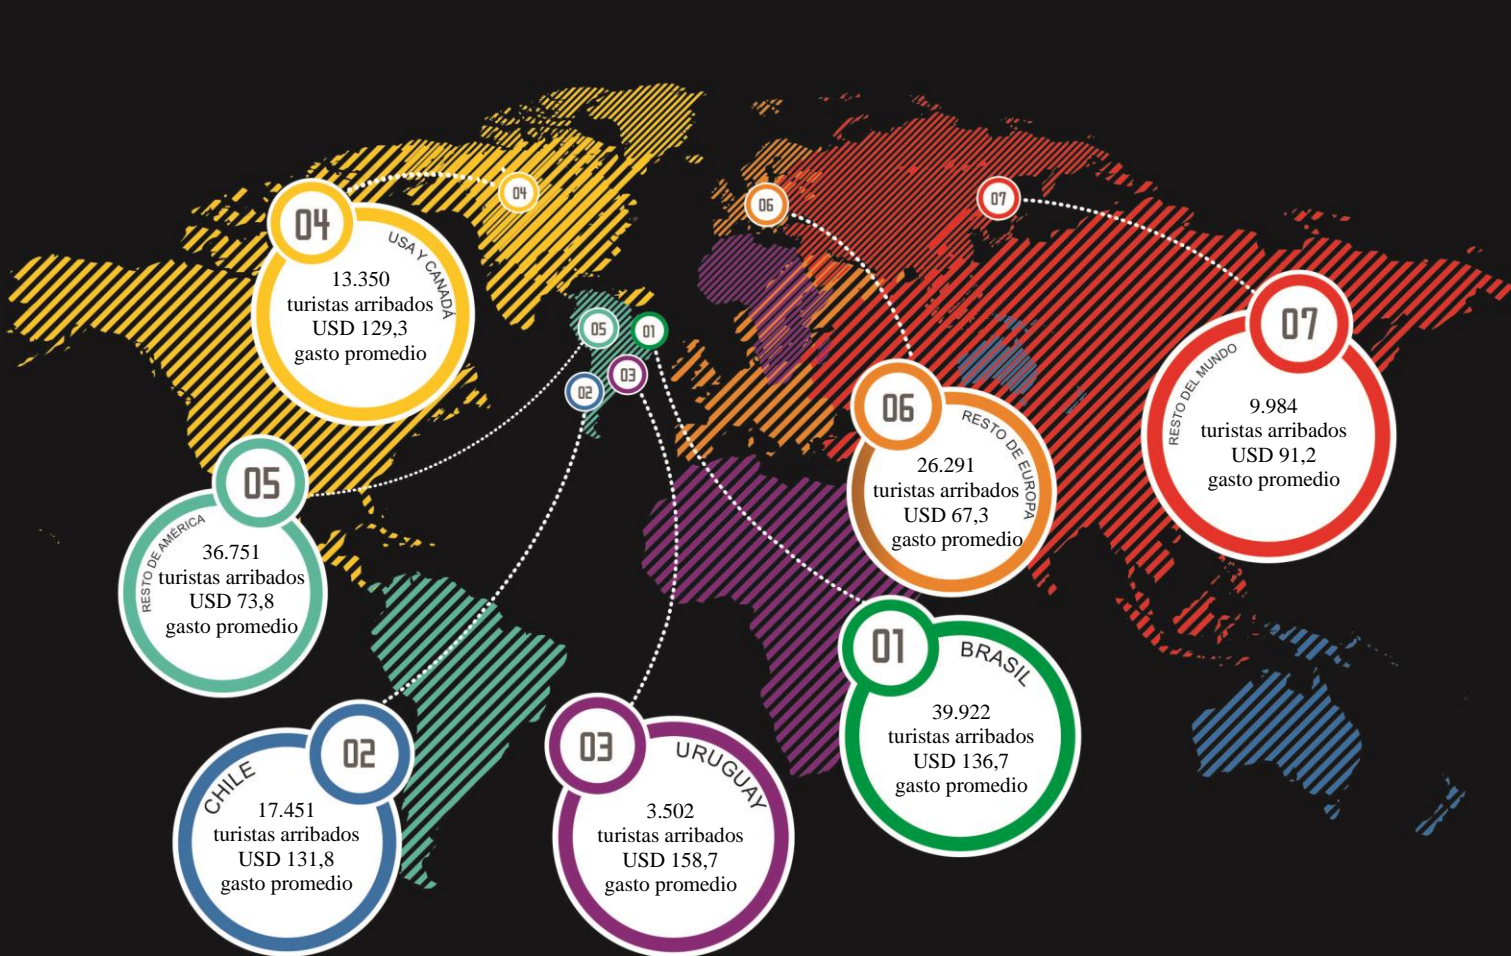 04
04
USA Y CANADÁ
13.350
turistas arribados
USD 129,3
gasto promedio
06
07
05
01
03
02
07
RESTO DEL MUNDO
9.984
turistas arribados
USD 91,2
gasto promedio
06
RESTO DE EUROPA
26.291
turistas arribados
USD 67,3
gasto promedio
05
RESTO DE AMÉRICA
36.751
turistas arribados
USD 73,8
gasto promedio
01
BRASIL
39.922
turistas arribados
USD 136,7
gasto promedio
02
CHILE
17.451
turistas arribados
USD 131,8
gasto promedio
03
URUGUAY
3.502
turistas arribados
USD 158,7
gasto promedio